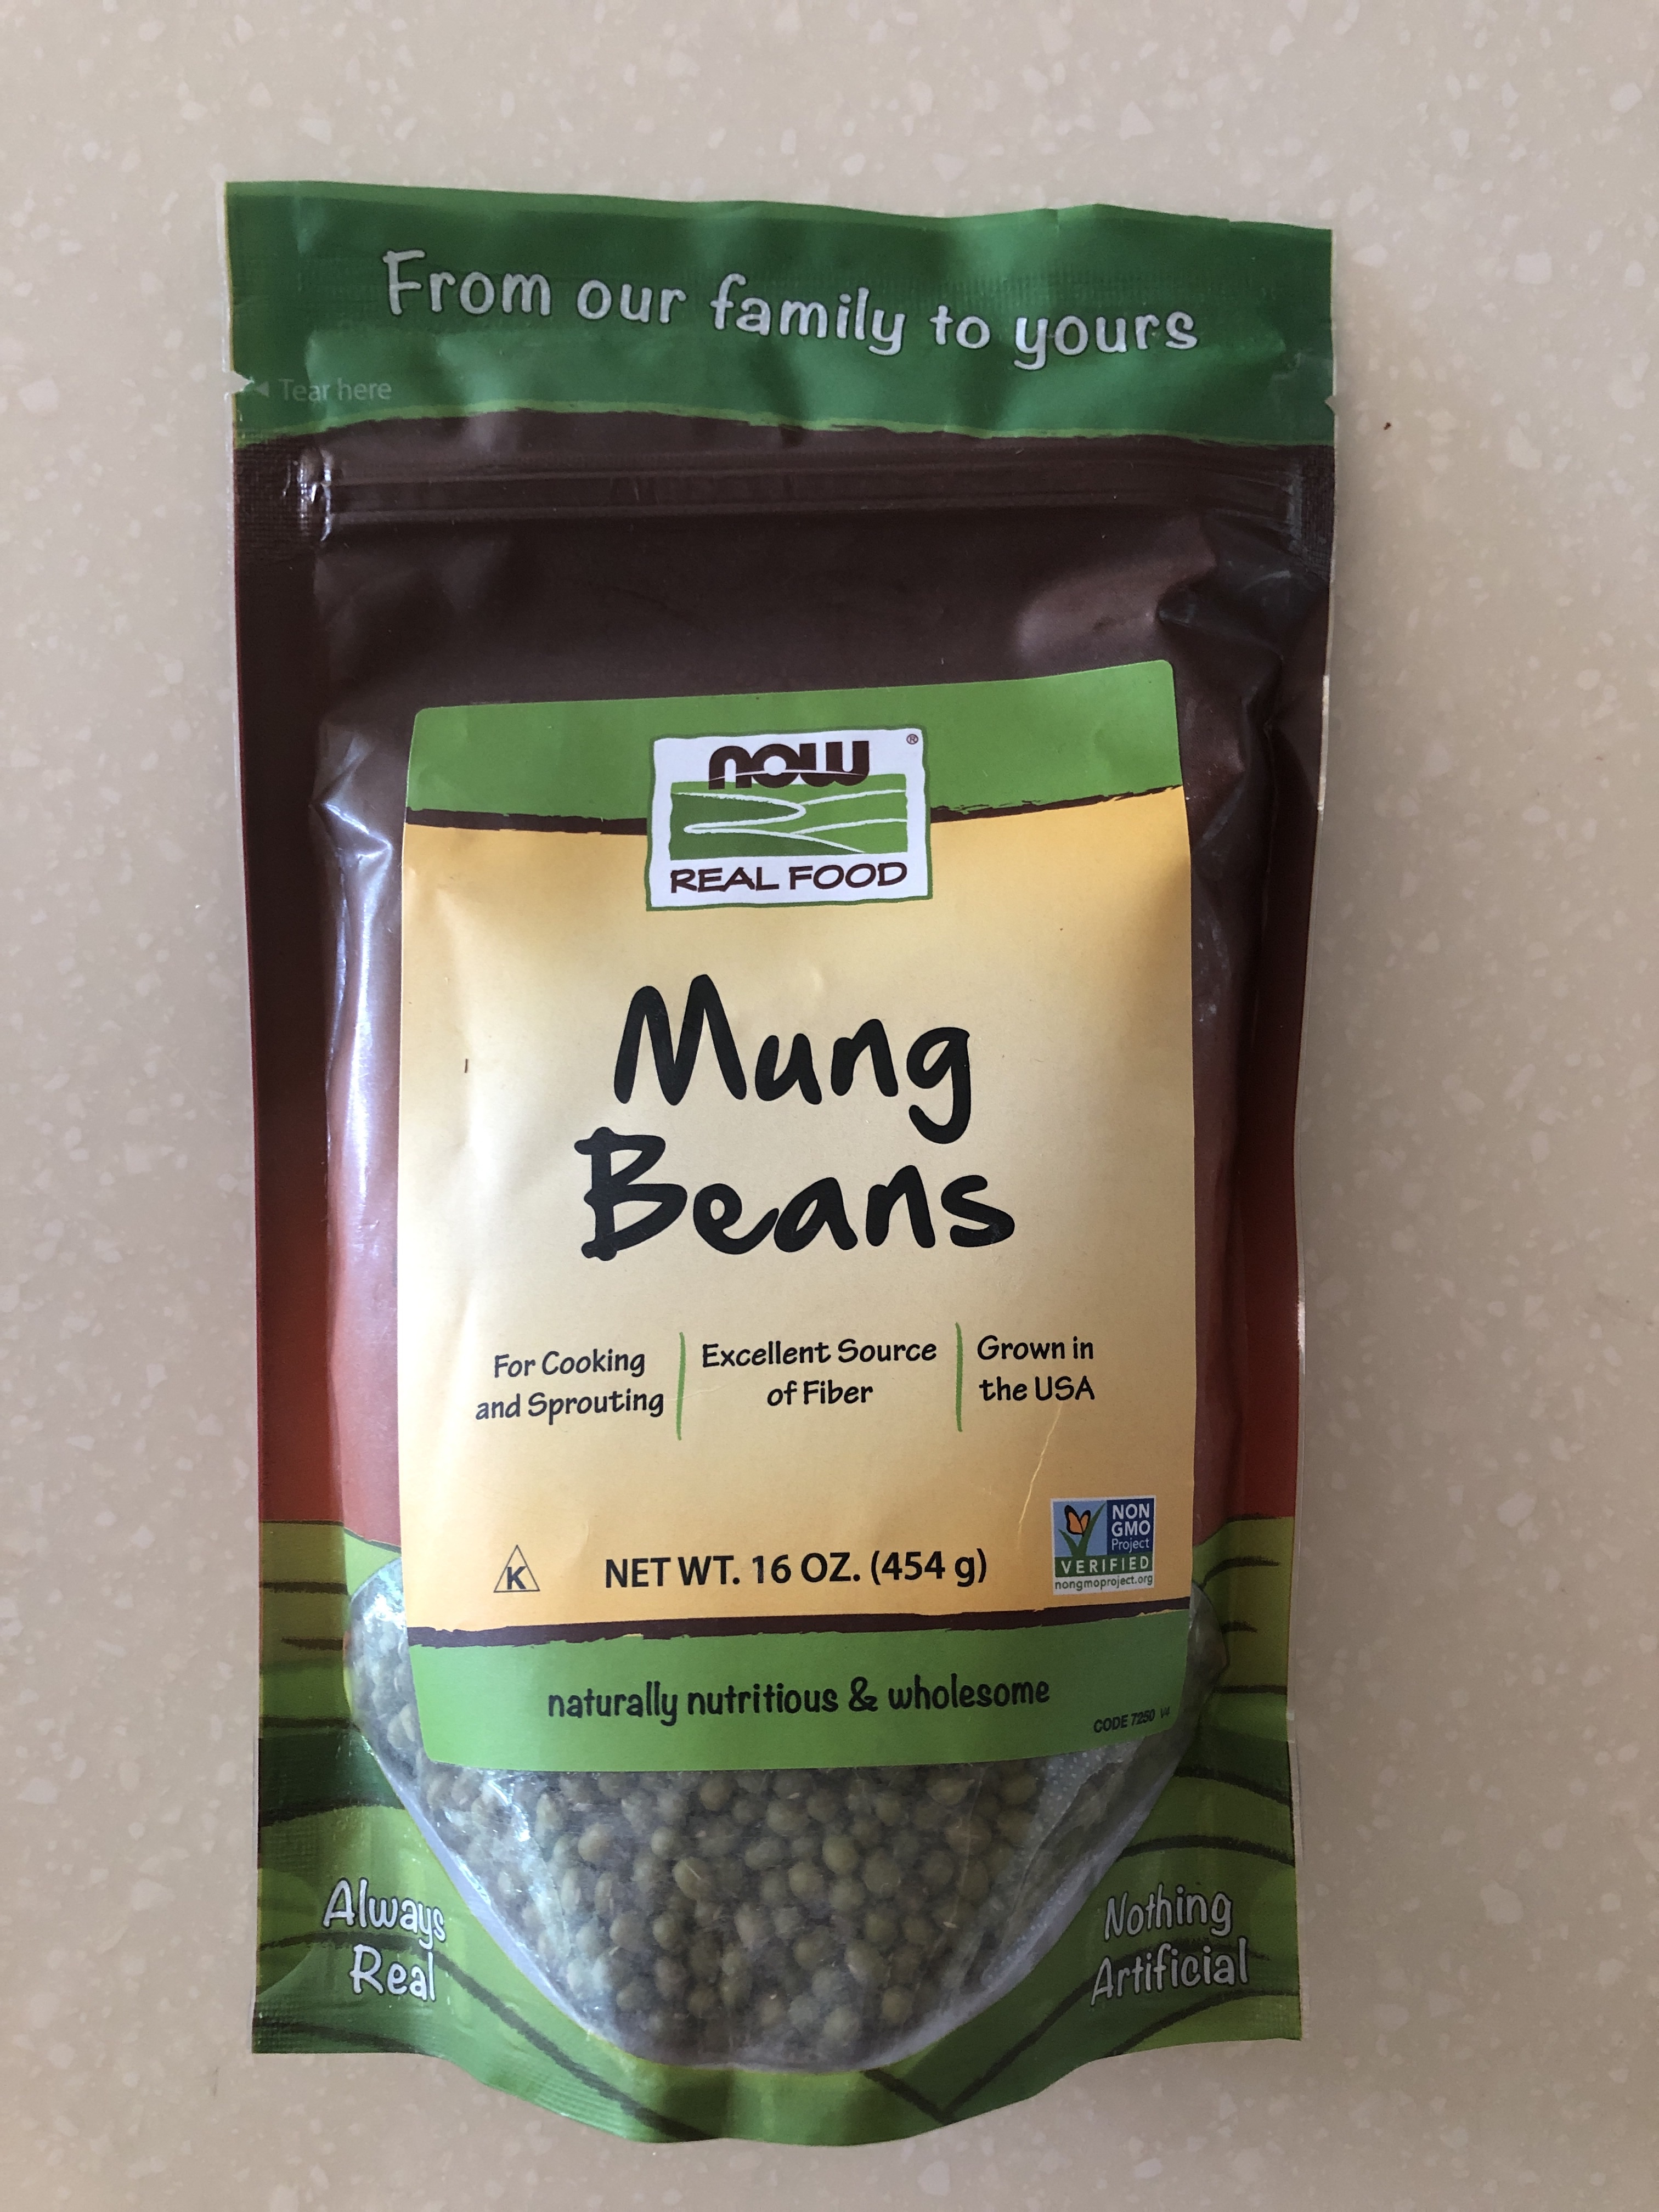 From our family to yours
Tear here
now®
REAL FOOD
Mung
Beans
For Cooking
and Sprouting
Excellent Source
of Fiber
Grown in
the USA
K
NET WT. 16 OZ. (454 g)
NON
GMO
Project
VERIFIED
nongmoproject.org
naturally nutritious & wholesome
CODE 7250 V4
Always
Real
Nothing
Artificial